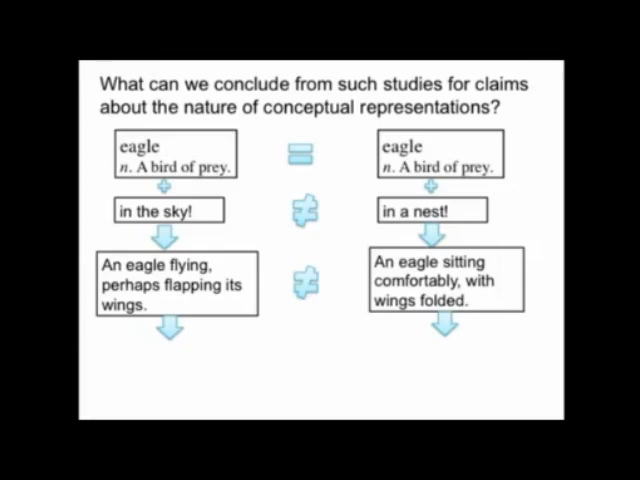 What can we conclude from such studies for claims
about the nature of conceptual representations?
eagle
n. A bird of prey.
=
eagle
n. A bird of prey.
+
+
in the sky!
≠
in a nest!
An eagle flying,
perhaps flapping its
wings.
≠
An eagle sitting
comfortably, with
wings folded.